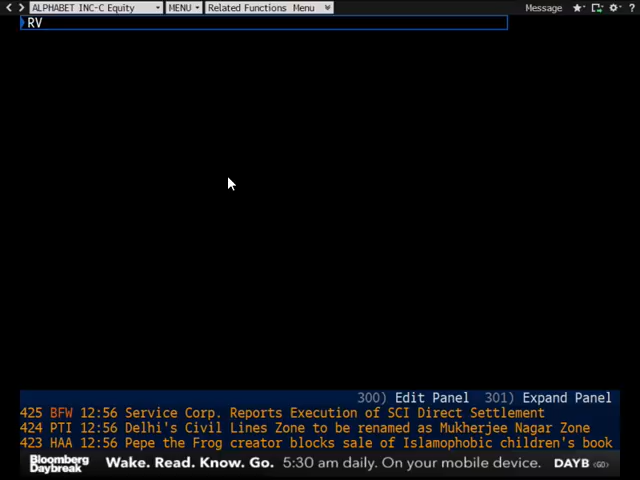 ALPHABET INC-C Equity MENU Related Functions Menu Message ?
RV
300) Edit Panel 301) Expand Panel
425 BFW 12:56 Service Corp. Reports Execution of SCI Direct Settlement
424 PTI 12:56 Delhi's Civil Lines Zone to be renamed as Mukherjee Nagar Zone
423 HAA 12:56 Pepe the Frog creator blocks sale of Islamophobic children's book
Bloomberg
Daybreak
Wake. Read. Know. Go. 5:30 am daily. On your mobile device. DAYB <GO>